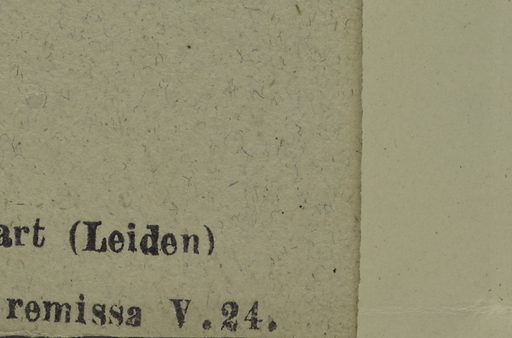 art (Leiden)
remissa V.24.